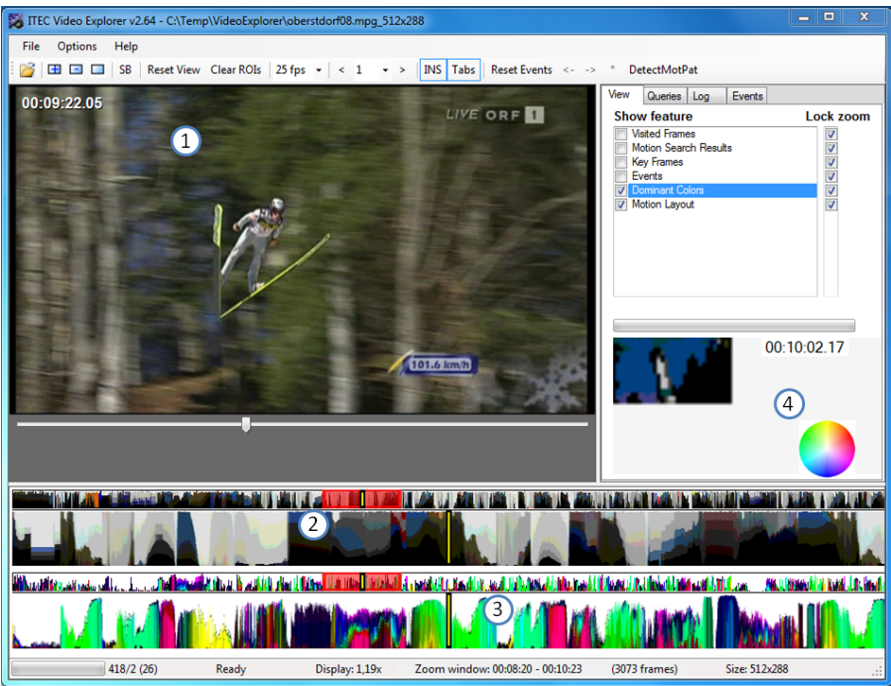 ITEC Video Explorer v2.64 - C:\Temp\VideoExplorer\oberstdorf08.mpg_512x288
File Options Help
SB Reset View Clear ROIs 25 fps < 1 > INS Tabs Reset Events <- -> * DetectMotPat
00:09:22.05
LIVE ORF 1
1
101.6 km/h
View Queries Log Events
Show feature Lock zoom
Visited Frames
Motion Search Results
Key Frames
Events
Dominant Colors
Motion Layout
00:10:02.17
4
2
3
418/2 (26) Ready Display: 1,19x Zoom window: 00:08:20 - 00:10:23 (3073 frames) Size: 512x288